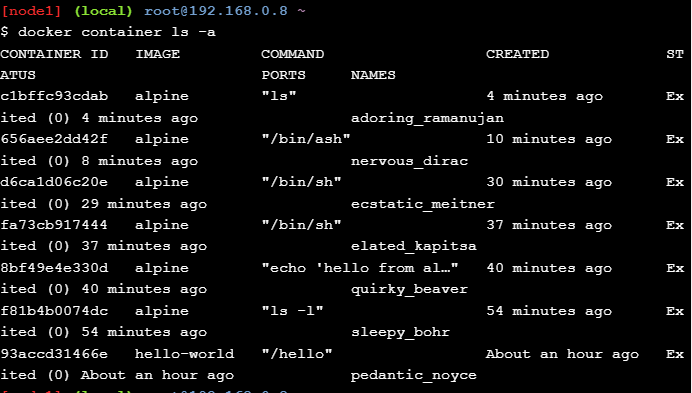 [node1] (local) root@192.168.0.8 ~
$ docker container ls -a
CONTAINER ID   IMAGE         COMMAND                  CREATED             ST
ATUS                         PORTS     NAMES
c1bffc93cdab   alpine        "ls"                     4 minutes ago       Ex
ited (0) 4 minutes ago                 adoring_ramanujan
656aee2dd42f   alpine        "/bin/ash"               10 minutes ago      Ex
ited (0) 8 minutes ago                 nervous_dirac
d6ca1d06c20e   alpine        "/bin/sh"                30 minutes ago      Ex
ited (0) 29 minutes ago                ecstatic_meitner
fa73cb917444   alpine        "/bin/sh"                37 minutes ago      Ex
ited (0) 37 minutes ago                elated_kapitsa
8bf49e4e330d   alpine        "echo 'hello from al…"   40 minutes ago      Ex
ited (0) 40 minutes ago                quirky_beaver
f81b4b0074dc   alpine        "ls -l"                  54 minutes ago      Ex
ited (0) 54 minutes ago                sleepy_bohr
93accd31466e   hello-world   "/hello"                 About an hour ago   Ex
ited (0) About an hour ago             pedantic_noyce